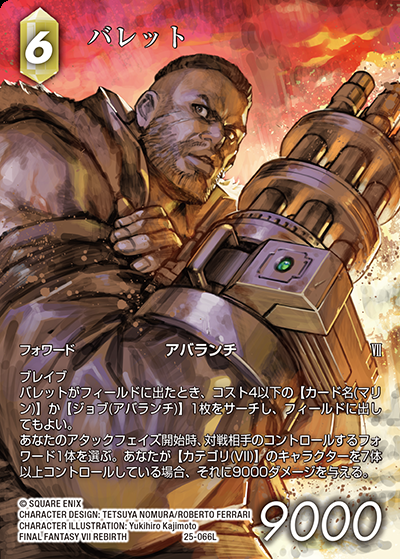 6
バレット
フォワード アバランチ Ⅶ
ブレイブ
バレットがフィールドに出たとき、コスト4以下の【カード名(マリ
ン)】か【ジョブ(アバランチ)】1枚をサーチし、フィールドに出し
てもよい。
あなたのアタックフェイズ開始時、対戦相手のコントロールするフォ
ワード1体を選ぶ。あなたが【カテゴリ(Ⅶ)】のキャラクターを7体
以上コントロールしている場合、それに9000ダメージを与える。
© SQUARE ENIX
CHARACTER DESIGN: TETSUYA NOMURA/ROBERTO FERRARI
CHARACTER ILLUSTRATION: Yukihiro Kajimoto
FINAL FANTASY VII REBIRTH 25-066L
9000